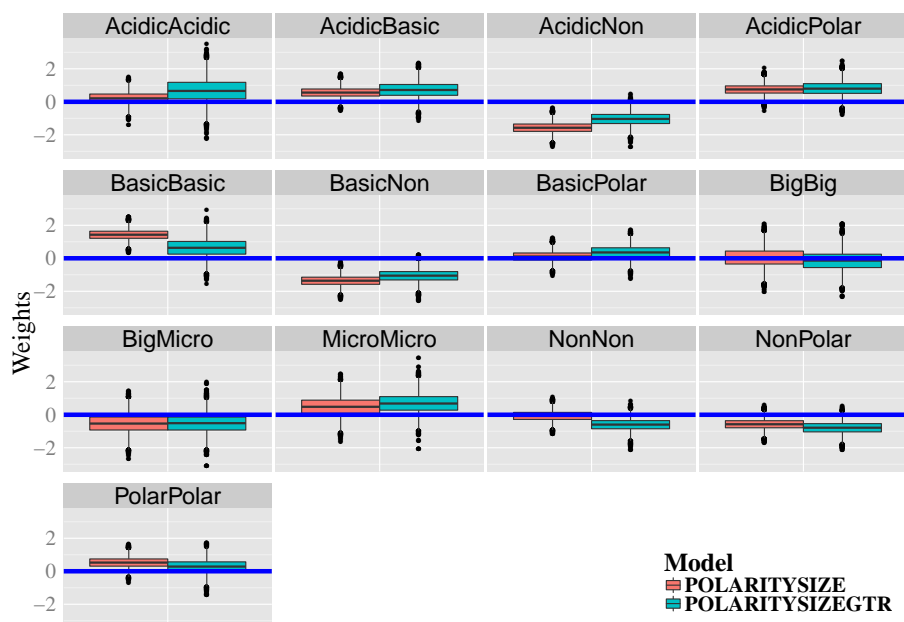 AcidicAcidic AcidicBasic AcidicNon AcidicPolar
2
0
−2
BasicBasic BasicNon BasicPolar BigBig
2
0
−2
Weights
BigMicro MicroMicro NonNon NonPolar
2
0
−2
PolarPolar
2
0
−2
Model
POLARITYSIZE
POLARITYSIZEGTR